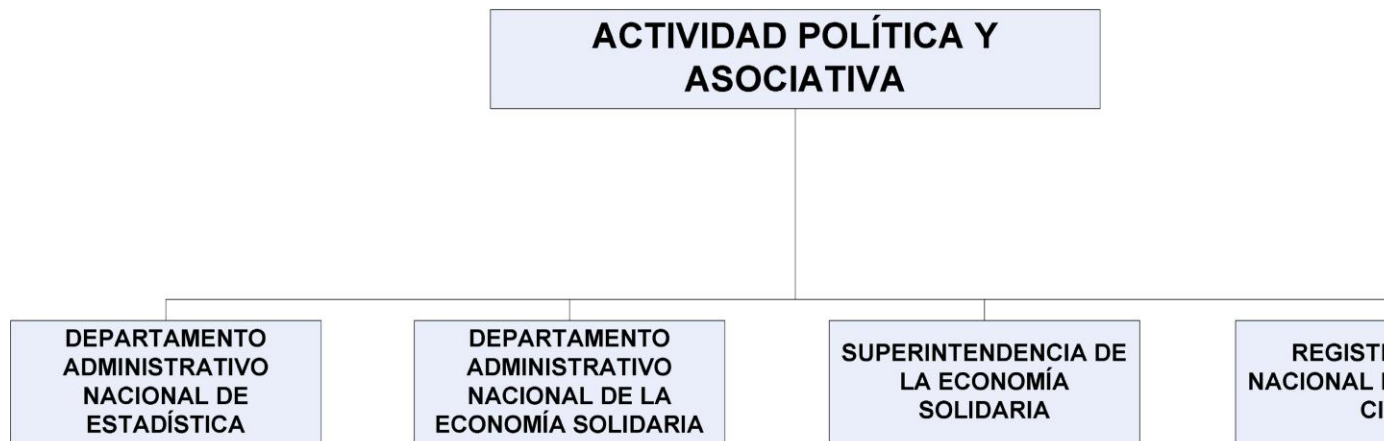 ACTIVIDAD POLÍTICA Y
ASOCIATIVA
DEPARTAMENTO
ADMINISTRATIVO
NACIONAL DE
ESTADÍSTICA
DEPARTAMENTO
ADMINISTRATIVO
NACIONAL DE LA
ECONOMÍA SOLIDARIA
SUPERINTENDENCIA DE
LA ECONOMÍA
SOLIDARIA
NACIONAL